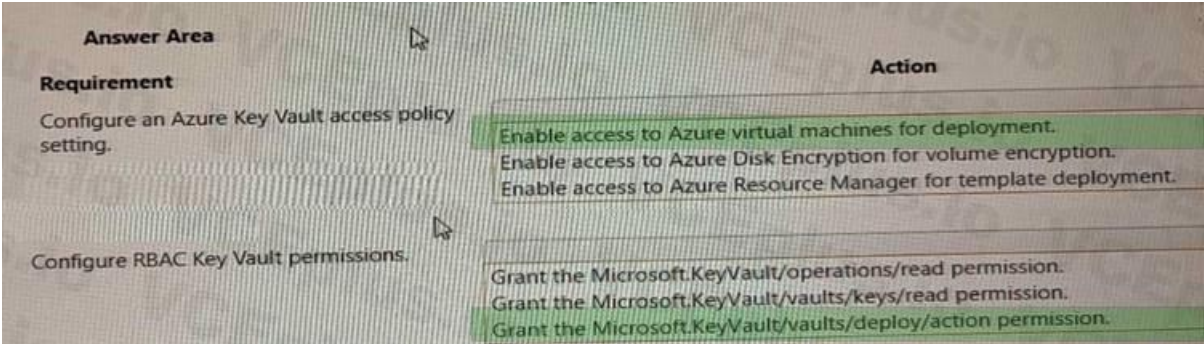 Answer Area
Requirement
Action
Configure an Azure Key Vault access policy
setting.
Enable access to Azure virtual machines for deployment.
Enable access to Azure Disk Encryption for volume encryption.
Enable access to Azure Resource Manager for template deployment.
Configure RBAC Key Vault permissions.
Grant the Microsoft.KeyVault/operations/read permission.
Grant the Microsoft.KeyVault/vaults/keys/read permission.
Grant the Microsoft.KeyVault/vaults/deploy/action permission.